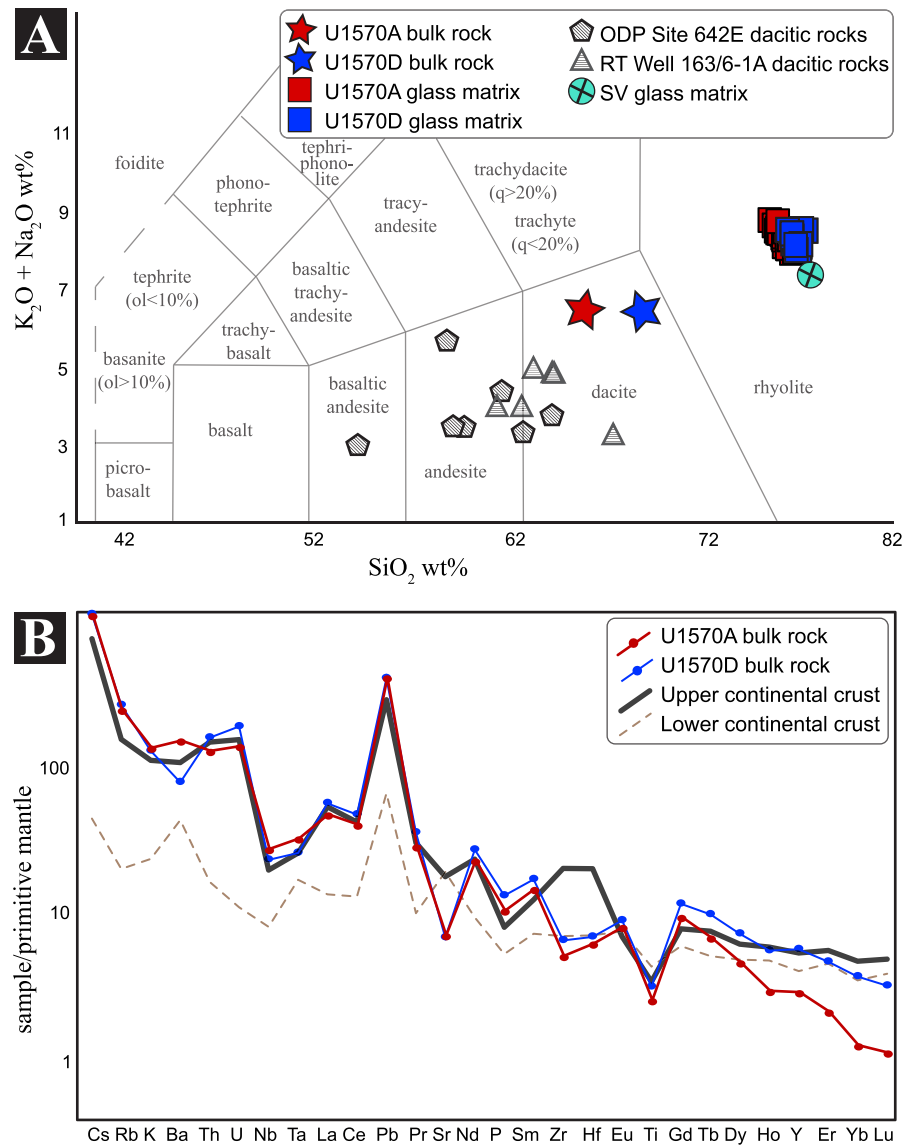 A
U1570A bulk rock
U1570D bulk rock
U1570A glass matrix
U1570D glass matrix
ODP Site 642E dacitic rocks
RT Well 163/6-1A dacitic rocks
SV glass matrix
K2O + Na2O wt%
11
9
7
5
3
1
foidite
phono-
tephrite
tephri-
phono-
lite
tracy-
andesite
trachydacite
(q>20%)
trachyte
(q<20%)
tephrite
(ol<10%)
basaltic
trachy-
andesite
trachy-
basalt
basanite
(ol>10%)
basaltic
andesite
basalt
andesite
dacite
rhyolite
picro-
basalt
42
52
62
72
82
SiO2 wt%
B
U1570A bulk rock
U1570D bulk rock
Upper continental crust
Lower continental crust
sample/primitive mantle
100
10
1
Cs Rb K Ba Th U Nb Ta La Ce Pb Pr Sr Nd P Sm Zr Hf Eu Ti Gd Tb Dy Ho Y Er Yb Lu